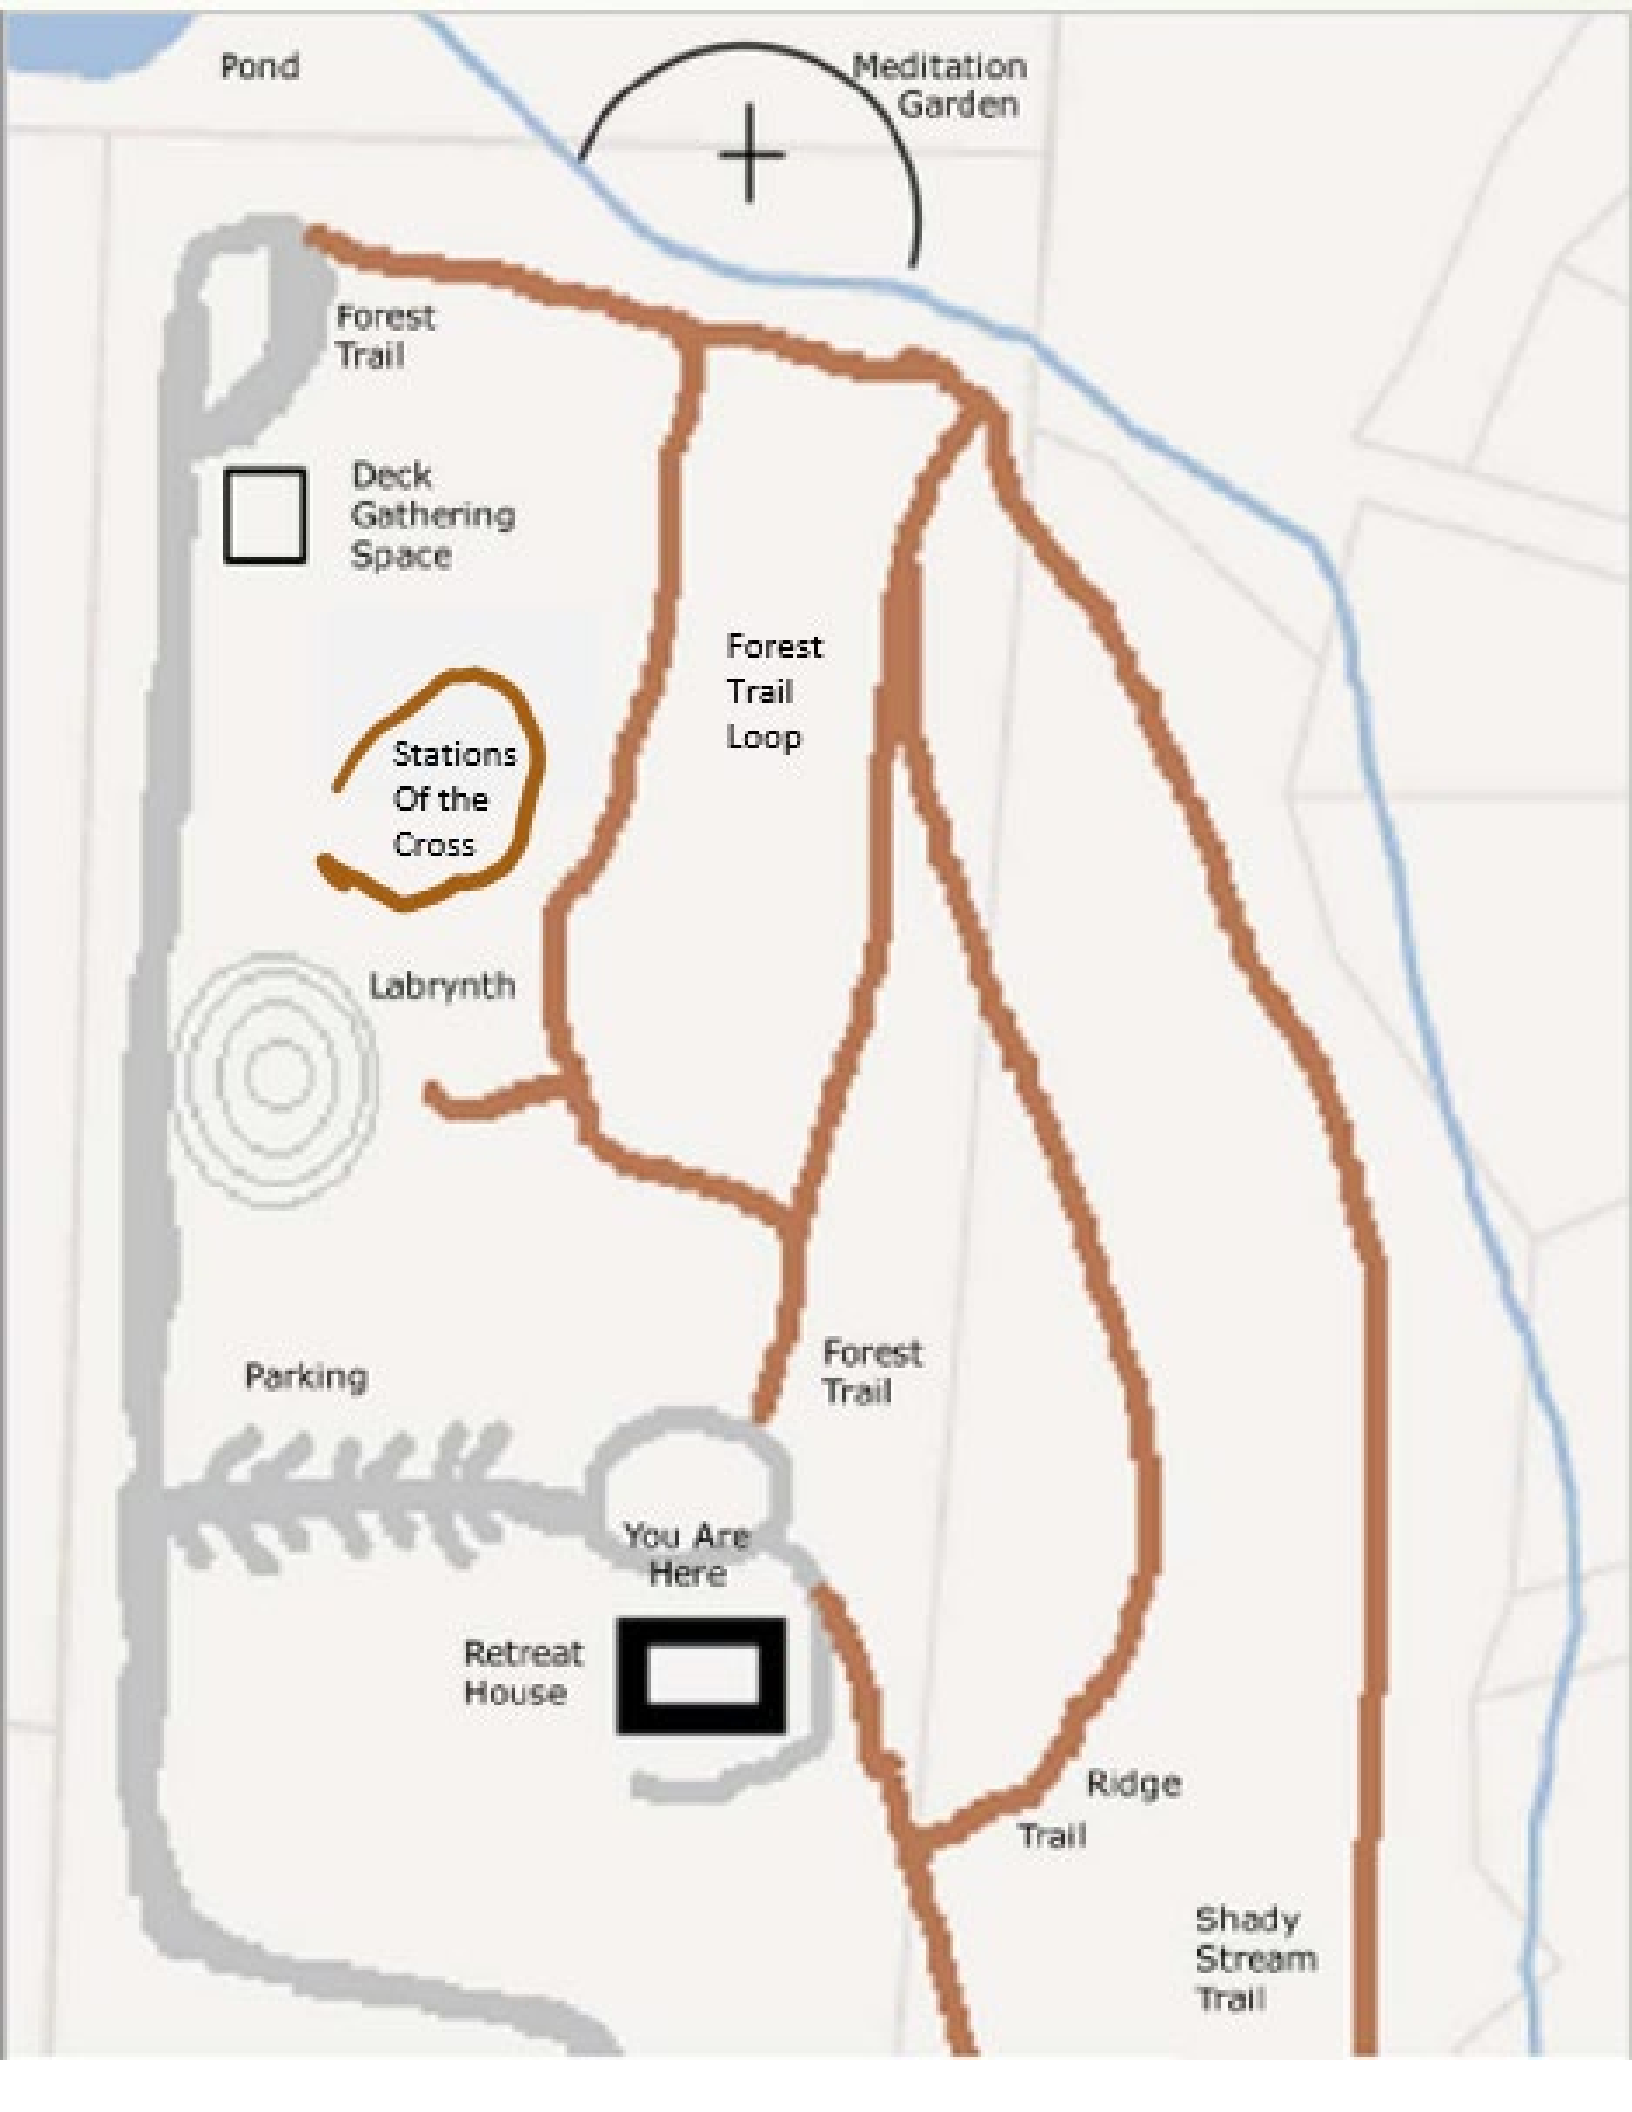 Pond
Meditation
Garden
Forest
Trail
Deck
Gathering
Space
Forest
Trail
Loop
Stations
Of the
Cross
Labrynth
Forest
Trail
Parking
You Are
Here
Retreat
House
Ridge
Trail
Shady
Stream
Trail